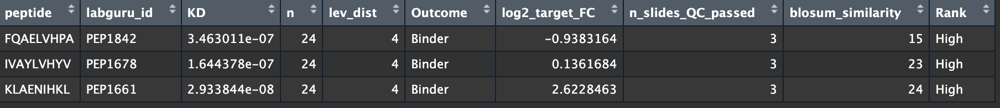 peptide labguru_id KD n lev_dist Outcome log2_target_FC n_slides_QC_passed blosum_similarity Rank
FQAELVHPA PEP1842 3.463011e-07 24 4 Binder -0.9383164 3 15 High
IVAYLVHYV PEP1678 1.644378e-07 24 4 Binder 0.1361684 3 23 High
KLAENIHKL PEP1661 2.933844e-08 24 4 Binder 2.6228463 3 24 High